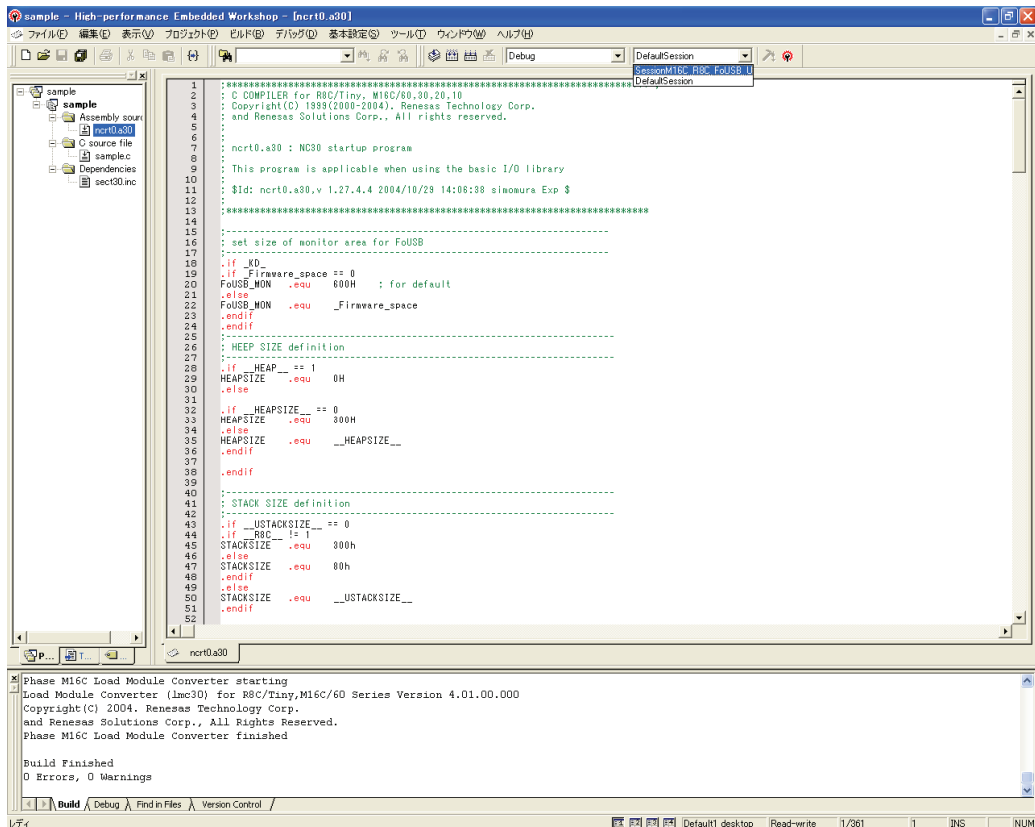 sample - High-performance Embedded Workshop - [ncrt0.a30]
ファイル(F) 編集(E) 表示(V) プロジェクト(P) ビルド(B) デバッグ(D) 基本設定(S) ツール(T) ウィンドウ(W) ヘルプ(H)
Debug DefaultSession
SessionM16C_R8C_FoUSB_U
DefaultSession
sample
sample
Assembly sour
ncrt0.a30
C source file
sample.c
Dependencies
sect30.inc
1 ;***************************************************************************
2 ; C COMPILER for R8C/Tiny, M16C/60,30,20,10
3 ; Copyright(C) 1999(2000-2004). Renesas Technology Corp.
4 ; and Renesas Solutions Corp., All rights reserved.
5 ;
6 ;
7 ; ncrt0.a30 : NC30 startup program
8 ;
9 ; This program is applicable when using the basic I/O library
10 ;
11 ; $Id: ncrt0.a30,v 1.27.4.4 2004/10/29 14:06:38 simomura Exp $
12 ;
13 ;***************************************************************************
14
15 ;---------------------------------------------------------------------
16 ; set size of monitor area for FoUSB
17 ;---------------------------------------------------------------------
18 .if _KD_
19 .if _Firmware_space == 0
20 FoUSB_MON .equ 600H ; for default
21 .else
22 FoUSB_MON .equ _Firmware_space
23 .endif
24 .endif
25 ;---------------------------------------------------------------------
26 ; HEEP SIZE definition
27 ;---------------------------------------------------------------------
28 .if __HEAP__ == 1
29 HEAPSIZE .equ 0H
30 .else
31
32 .if __HEAPSIZE__ == 0
33 HEAPSIZE .equ 300H
34 .else
35 HEAPSIZE .equ __HEAPSIZE__
36 .endif
37
38 .endif
39
40 ;---------------------------------------------------------------------
41 ; STACK SIZE definition
42 ;---------------------------------------------------------------------
43 .if __USTACKSIZE__ == 0
44 .if __R8C__ != 1
45 STACKSIZE .equ 300h
46 .else
47 STACKSIZE .equ 80h
48 .endif
49 .else
50 STACKSIZE .equ __USTACKSIZE__
51 .endif
52
P... T... ...
ncrt0.a30
Phase M16C Load Module Converter starting
Load Module Converter (lmc30) for R8C/Tiny,M16C/60 Series Version 4.01.00.000
Copyright(C) 2004. Renesas Technology Corp.
and Renesas Solutions Corp., All Rights Reserved.
Phase M16C Load Module Converter finished
Build Finished
0 Errors, 0 Warnings
Build Debug Find in Files Version Control
レディ Default1 desktop Read-write 1/361 1 INS NUM